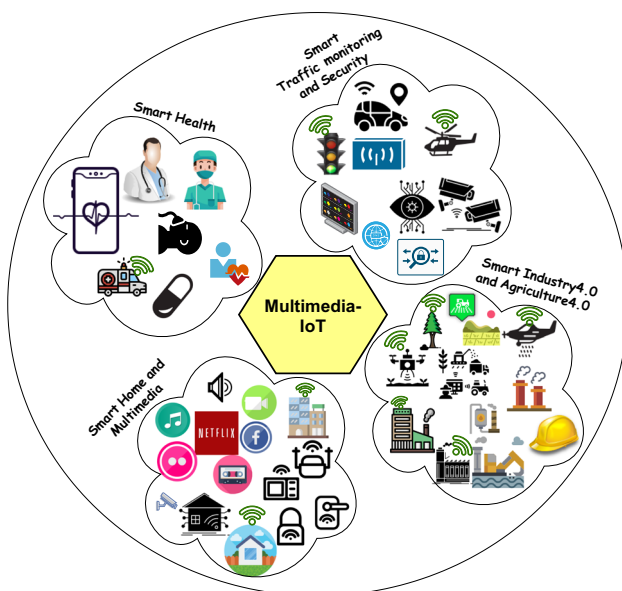 Smart
Traffic monitoring
and Security
Smart Health
Smart Industry4.0
and Agriculture4.0
Multimedia-
IoT
Smart Home and
Multimedia
NETFLIX
f